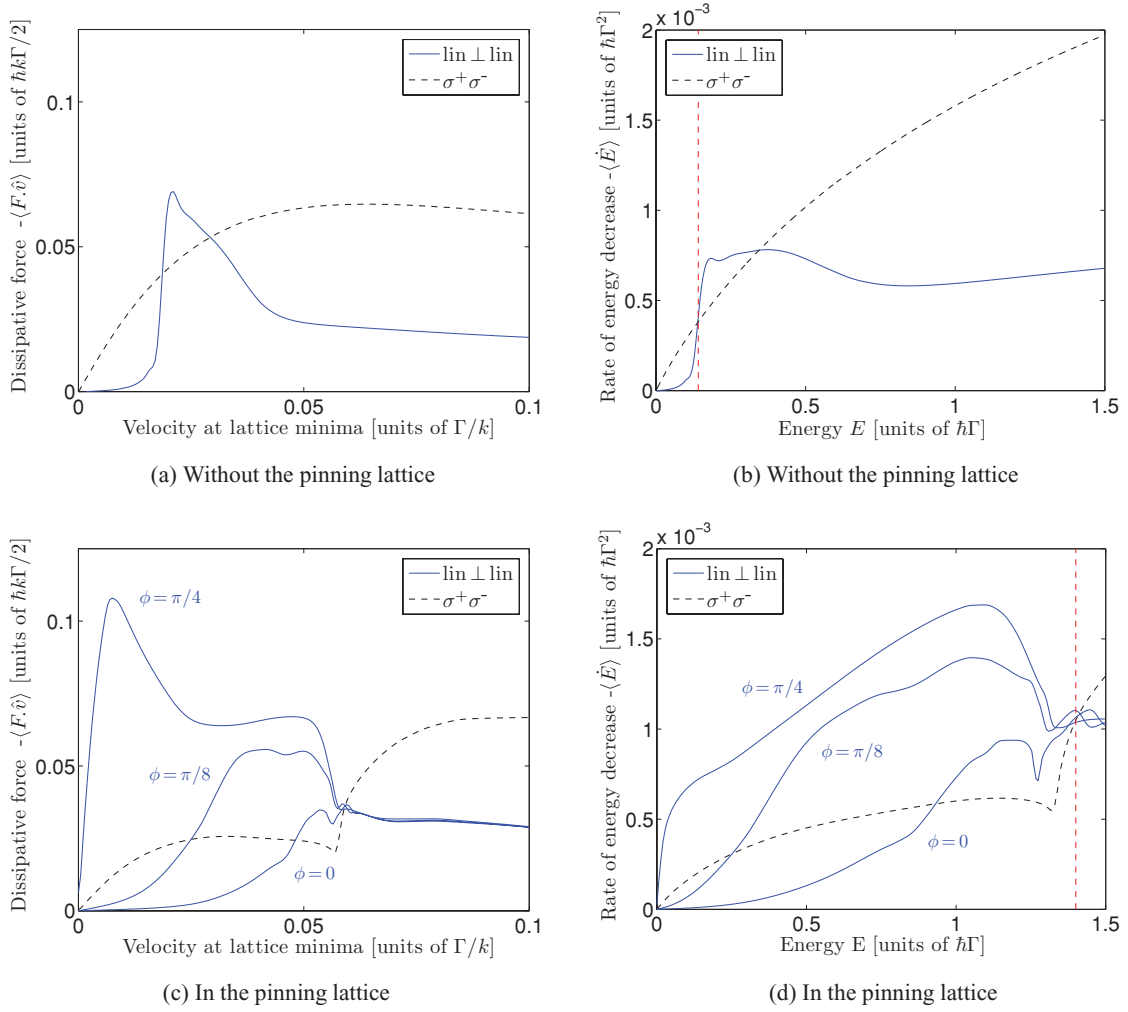 Dissipative force -⟨F.v̂⟩ [units of ħkΓ/2]
0.1
0.05
0
lin ⊥ lin
σ⁺σ⁻
0 0.05 0.1
Velocity at lattice minima [units of Γ/k]
(a) Without the pinning lattice
Rate of energy decrease -⟨Ė⟩ [units of ħΓ²]
2 x 10⁻³
1.5
1
0.5
0
lin ⊥ lin
σ⁺σ⁻
0 0.5 1 1.5
Energy E [units of ħΓ]
(b) Without the pinning lattice
Dissipative force -⟨F.v̂⟩ [units of ħkΓ/2]
0.1
0.05
0
lin ⊥ lin
σ⁺σ⁻
ϕ=π/4
ϕ=π/8
ϕ=0
0 0.05 0.1
Velocity at lattice minima [units of Γ/k]
(c) In the pinning lattice
Rate of energy decrease -⟨Ė⟩ [units of ħΓ²]
2 x 10⁻³
1.5
1
0.5
0
lin ⊥ lin
σ⁺σ⁻
ϕ=π/4
ϕ=π/8
ϕ=0
0 0.5 1 1.5
Energy E [units of ħΓ]
(d) In the pinning lattice